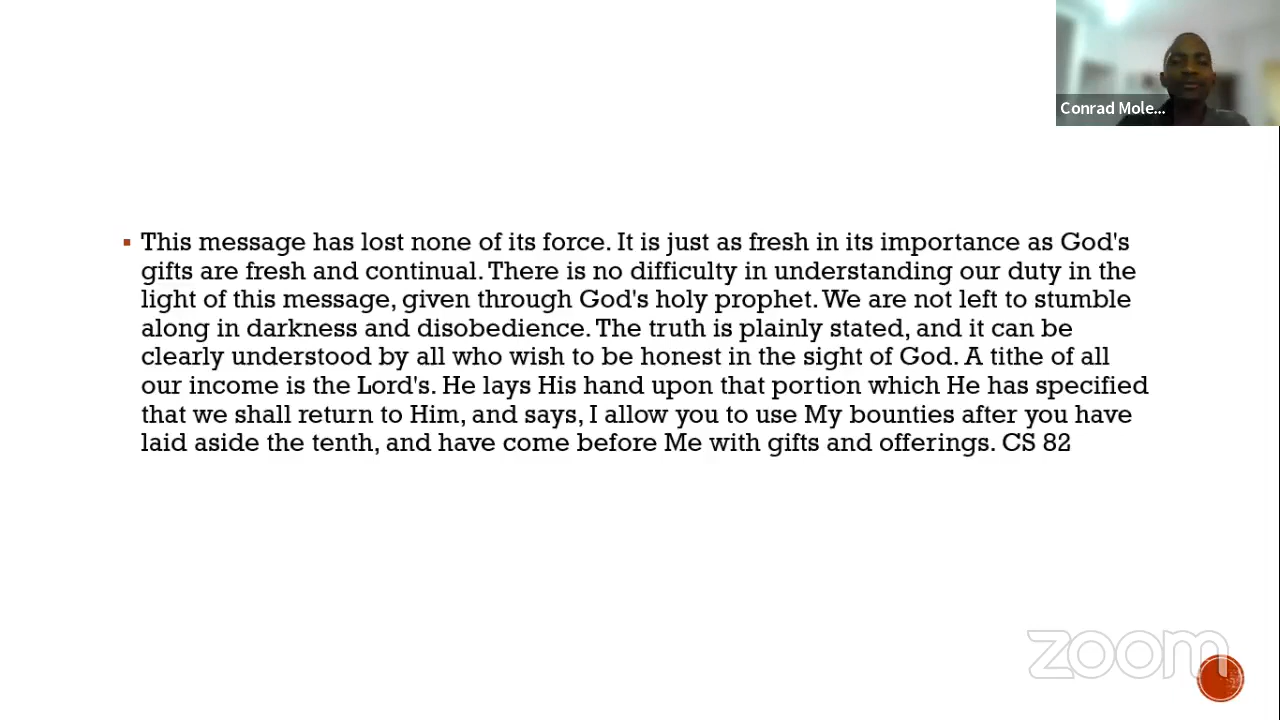 Conrad Mole...
▪ This message has lost none of its force. It is just as fresh in its importance as God's
gifts are fresh and continual. There is no difficulty in understanding our duty in the
light of this message, given through God's holy prophet. We are not left to stumble
along in darkness and disobedience. The truth is plainly stated, and it can be
clearly understood by all who wish to be honest in the sight of God. A tithe of all
our income is the Lord's. He lays His hand upon that portion which He has specified
that we shall return to Him, and says, I allow you to use My bounties after you have
laid aside the tenth, and have come before Me with gifts and offerings. CS 82
zoom